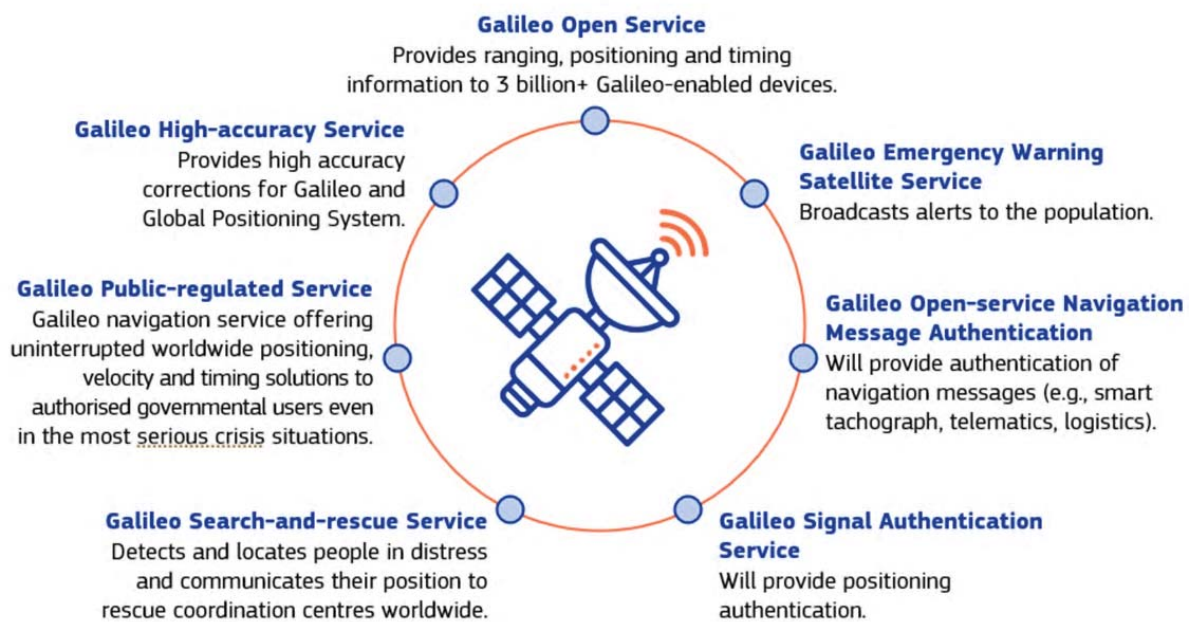 Galileo Open Service
Provides ranging, positioning and timing
information to 3 billion+ Galileo-enabled devices.
Galileo High-accuracy Service
Provides high accuracy
corrections for Galileo and
Global Positioning System.
Galileo Emergency Warning
Satellite Service
Broadcasts alerts to the population.
Galileo Public-regulated Service
Galileo navigation service offering
uninterrupted worldwide positioning,
velocity and timing solutions to
authorised governmental users even
in the most serious crisis situations.
Galileo Open-service Navigation
Message Authentication
Will provide authentication of
navigation messages (e.g., smart
tachograph, telematics, logistics).
Galileo Search-and-rescue Service
Detects and locates people in distress
and communicates their position to
rescue coordination centres worldwide.
Galileo Signal Authentication
Service
Will provide positioning
authentication.